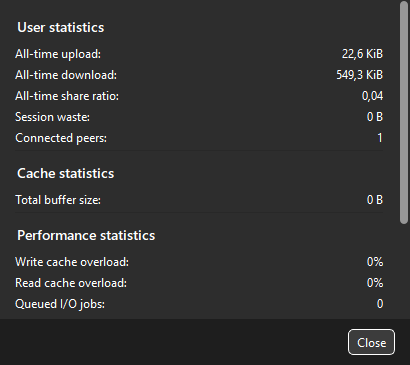 User statistics
All-time upload: 22,6 KiB
All-time download: 549,3 KiB
All-time share ratio: 0,04
Session waste: 0 B
Connected peers: 1
Cache statistics
Total buffer size: 0 B
Performance statistics
Write cache overload: 0%
Read cache overload: 0%
Queued I/O jobs: 0
Close